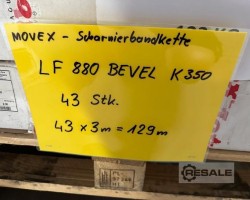 MOVEX - Scharnierbandkette
LF 880 BEVEL K350
43 Stk.
43 x 3m = 129m
RESALE